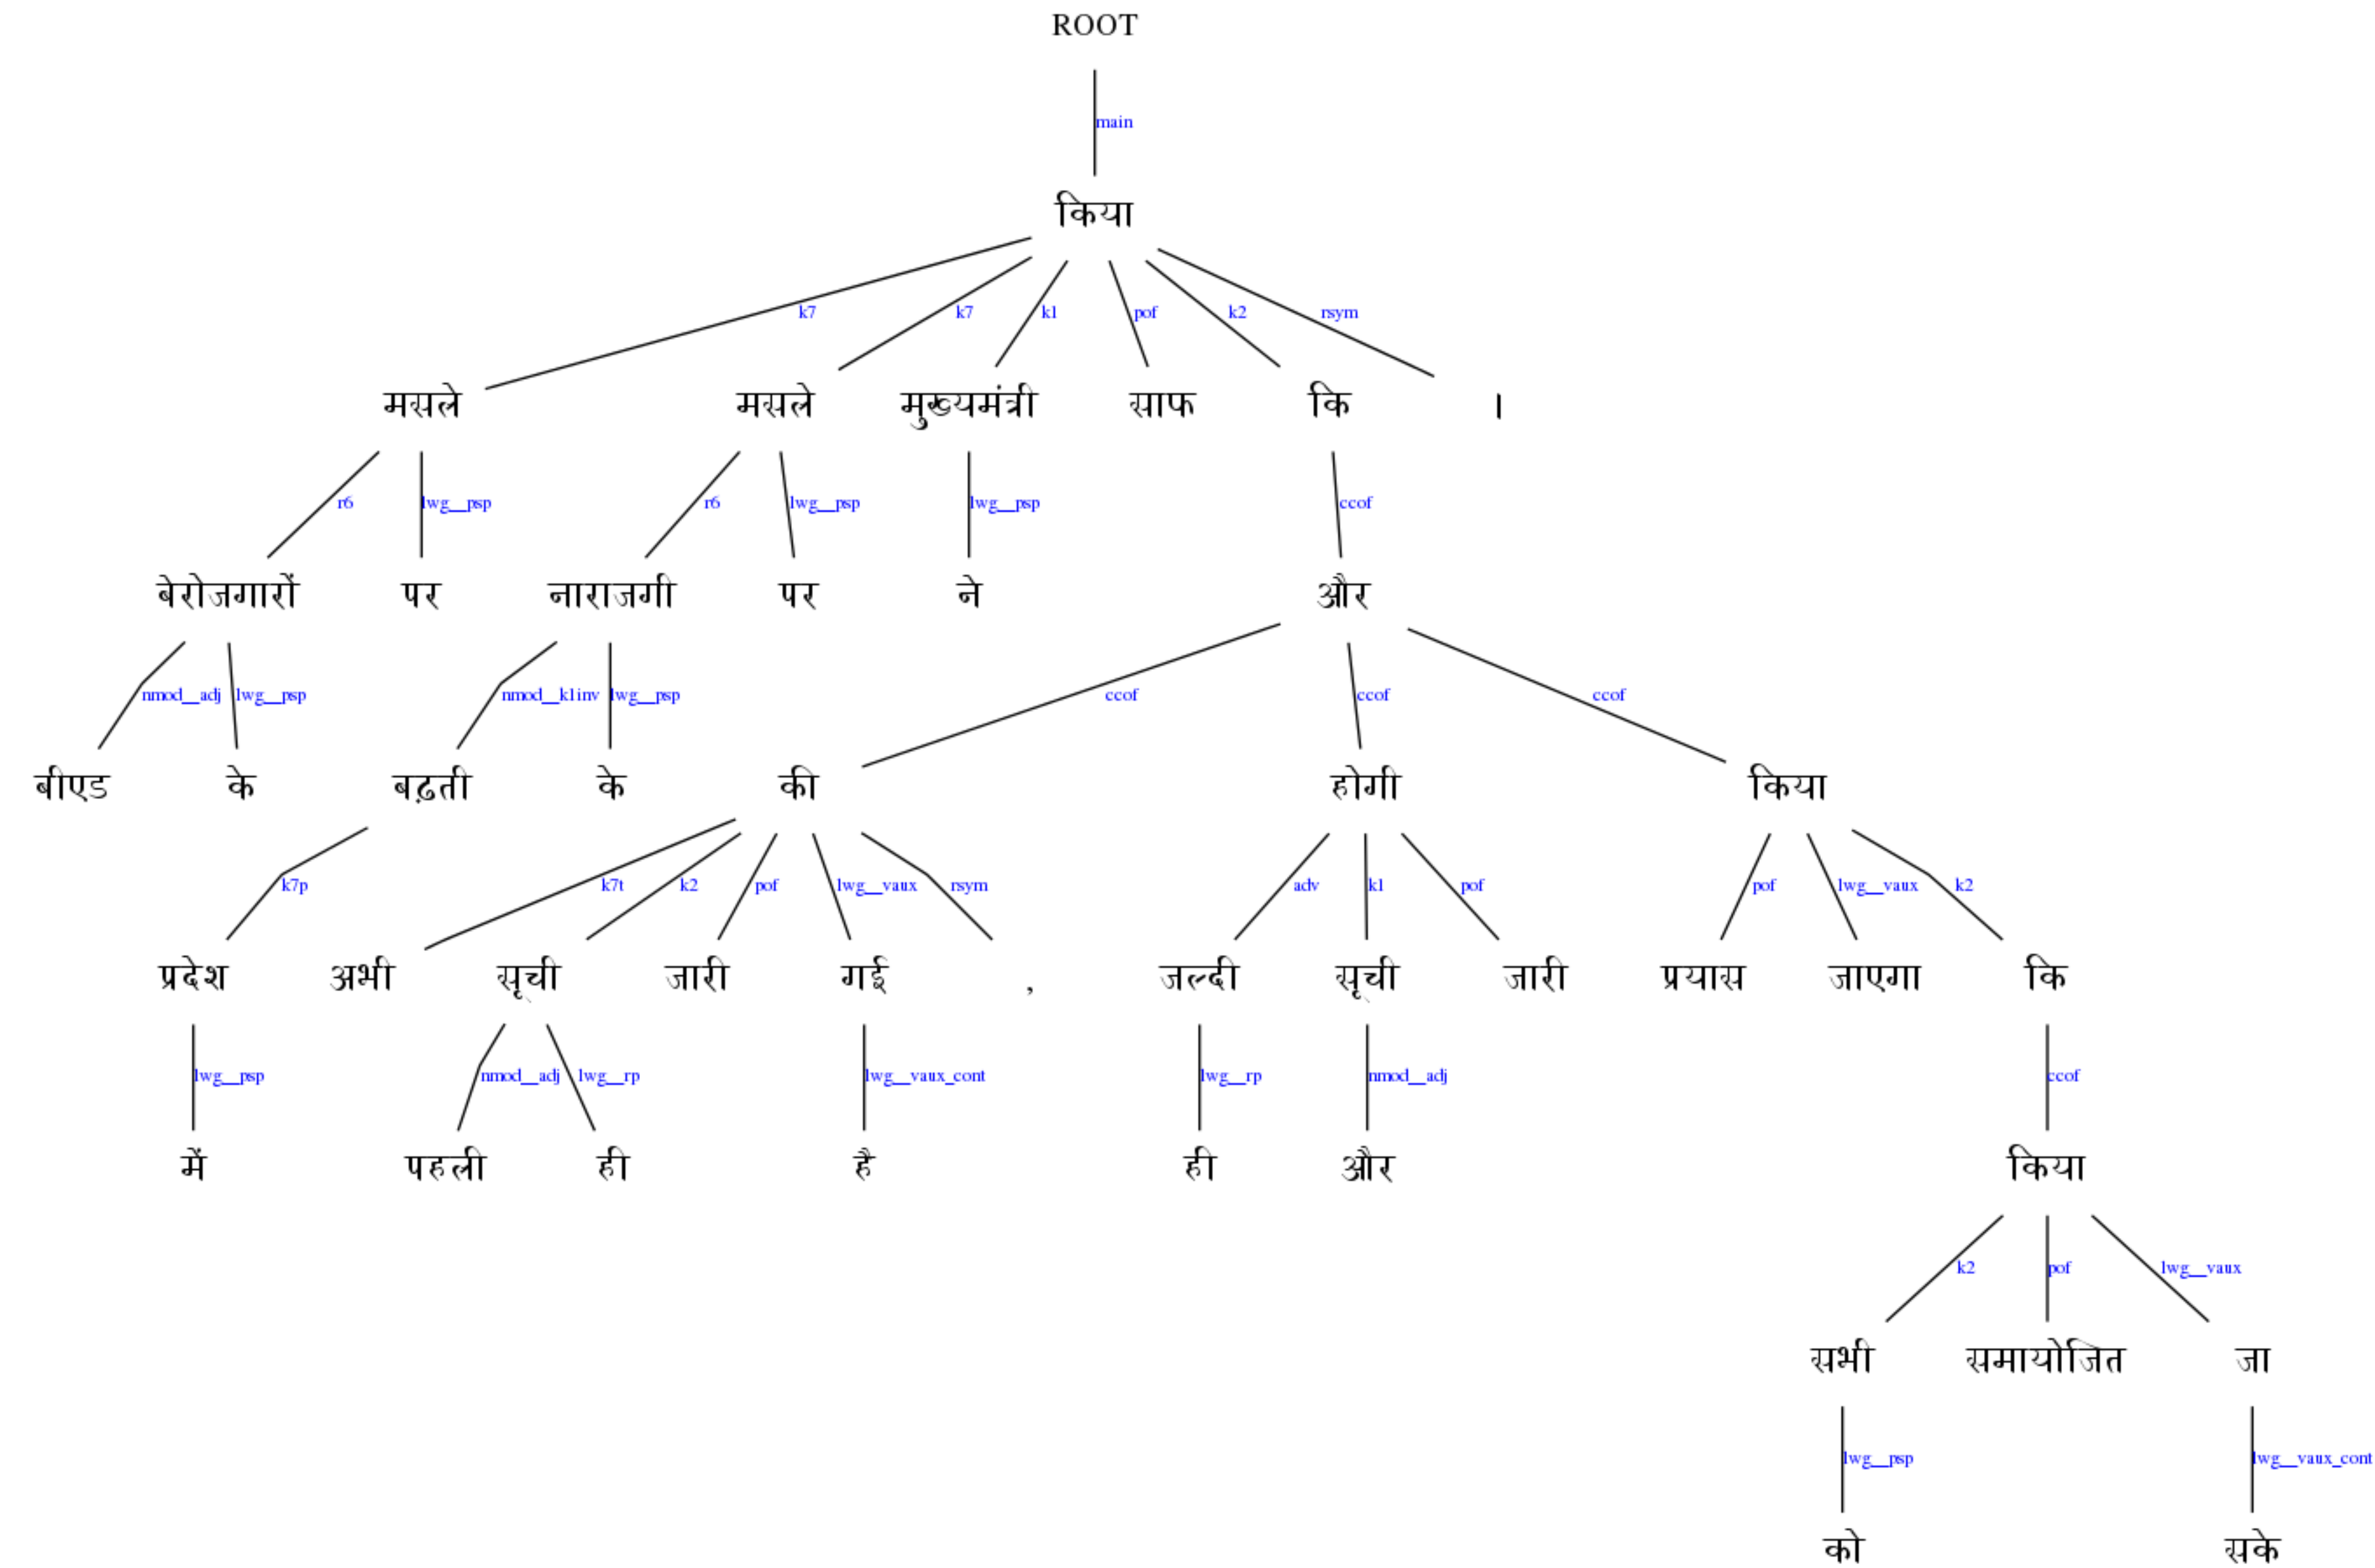 ROOT
main
किया
k7 k7 k1 pof k2 rsym
मसले मसले मुख्यमंत्री साफ कि ।
r6 lwg__psp r6 lwg__psp lwg__psp ccof
बेरोजगारों पर नाराजगी पर ने और
nmod__adj lwg__psp nmod__k1inv lwg__psp ccof ccof ccof
बीएड के बढ़ती के की होगी किया
k7p k7t k2 pof lwg__vaux rsym adv k1 pof pof lwg__vaux k2
प्रदेश अभी सूची जारी गई , जल्दी सूची जारी प्रयास जाएगा कि
lwg__psp nmod__adj lwg__rp lwg__vaux_cont lwg__rp nmod__adj ccof
में पहली ही है ही और किया
k2 pof lwg__vaux
सभी समायोजित जा
lwg__psp lwg__vaux_cont
को सके